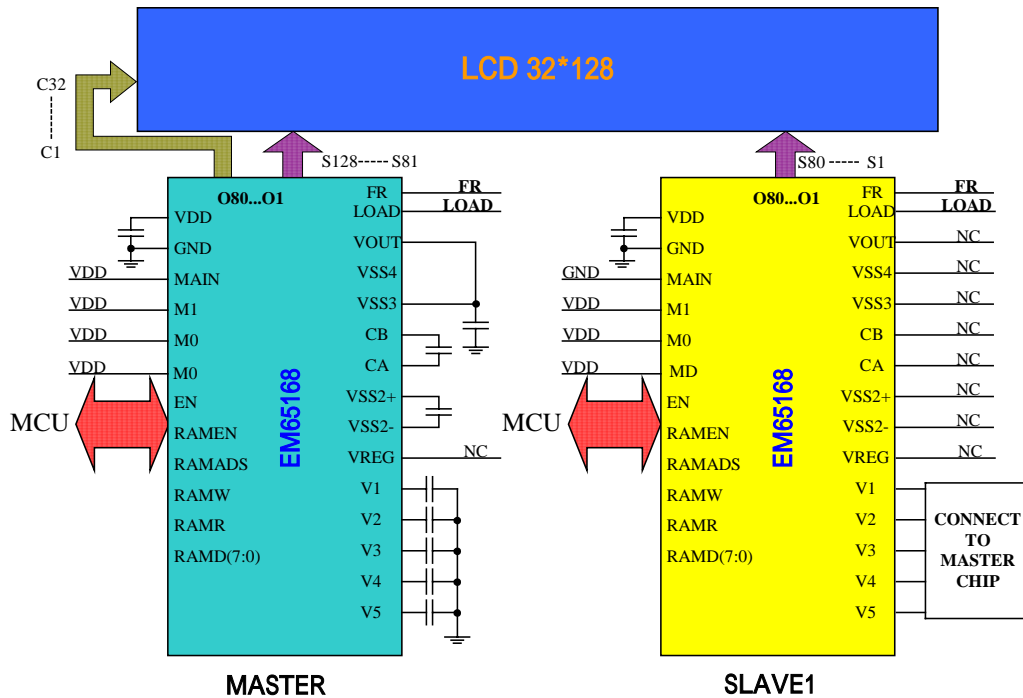 LCD 32*128
C32
C1
S128----- S81
S80 ----- S1
O80...O1
VDD
GND
MAIN
M1
M0
M0
EN
RAMEN
RAMADS
RAMW
RAMR
RAMD(7:0)
VDD
VDD
VDD
VDD
MCU
EM65168
FR
LOAD
VOUT
VSS4
VSS3
CB
CA
VSS2+
VSS2-
VREG
V1
V2
V3
V4
V5
FR
LOAD
NC
MASTER
O80...O1
VDD
GND
MAIN
M1
M0
MD
EN
RAMEN
RAMADS
RAMW
RAMR
RAMD(7:0)
GND
VDD
VDD
VDD
MCU
EM65168
FR
LOAD
VOUT
VSS4
VSS3
CB
CA
VSS2+
VSS2-
VREG
V1
V2
V3
V4
V5
FR
LOAD
NC
NC
NC
NC
NC
NC
NC
NC
CONNECT
TO
MASTER
CHIP
SLAVE1